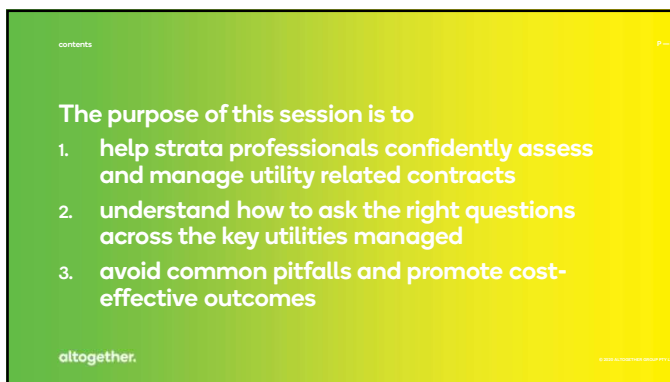 contents
The purpose of this session is to
1. help strata professionals confidently assess
and manage utility related contracts
2. understand how to ask the right questions
across the key utilities managed
3. avoid common pitfalls and promote cost-
effective outcomes
altogether.